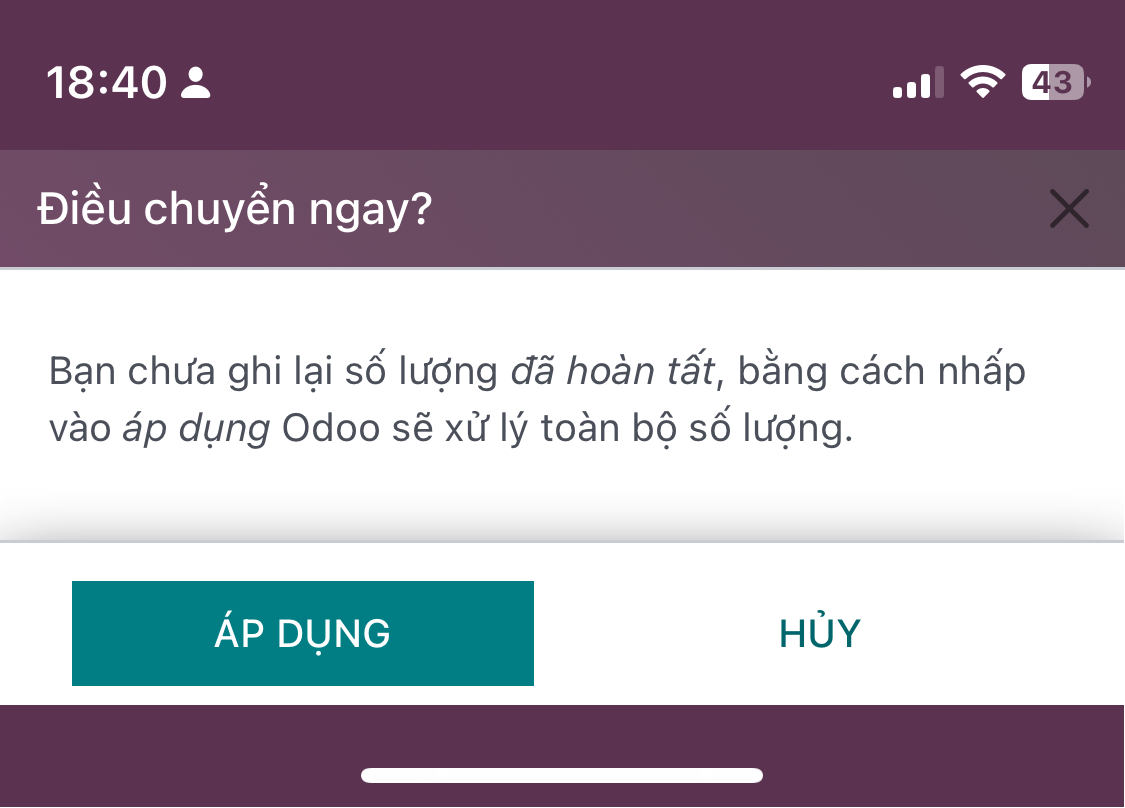 18:40
43
Điều chuyển ngay?
Bạn chưa ghi lại số lượng đã hoàn tất, bằng cách nhấp
vào áp dụng Odoo sẽ xử lý toàn bộ số lượng.
ÁP DỤNG
HỦY